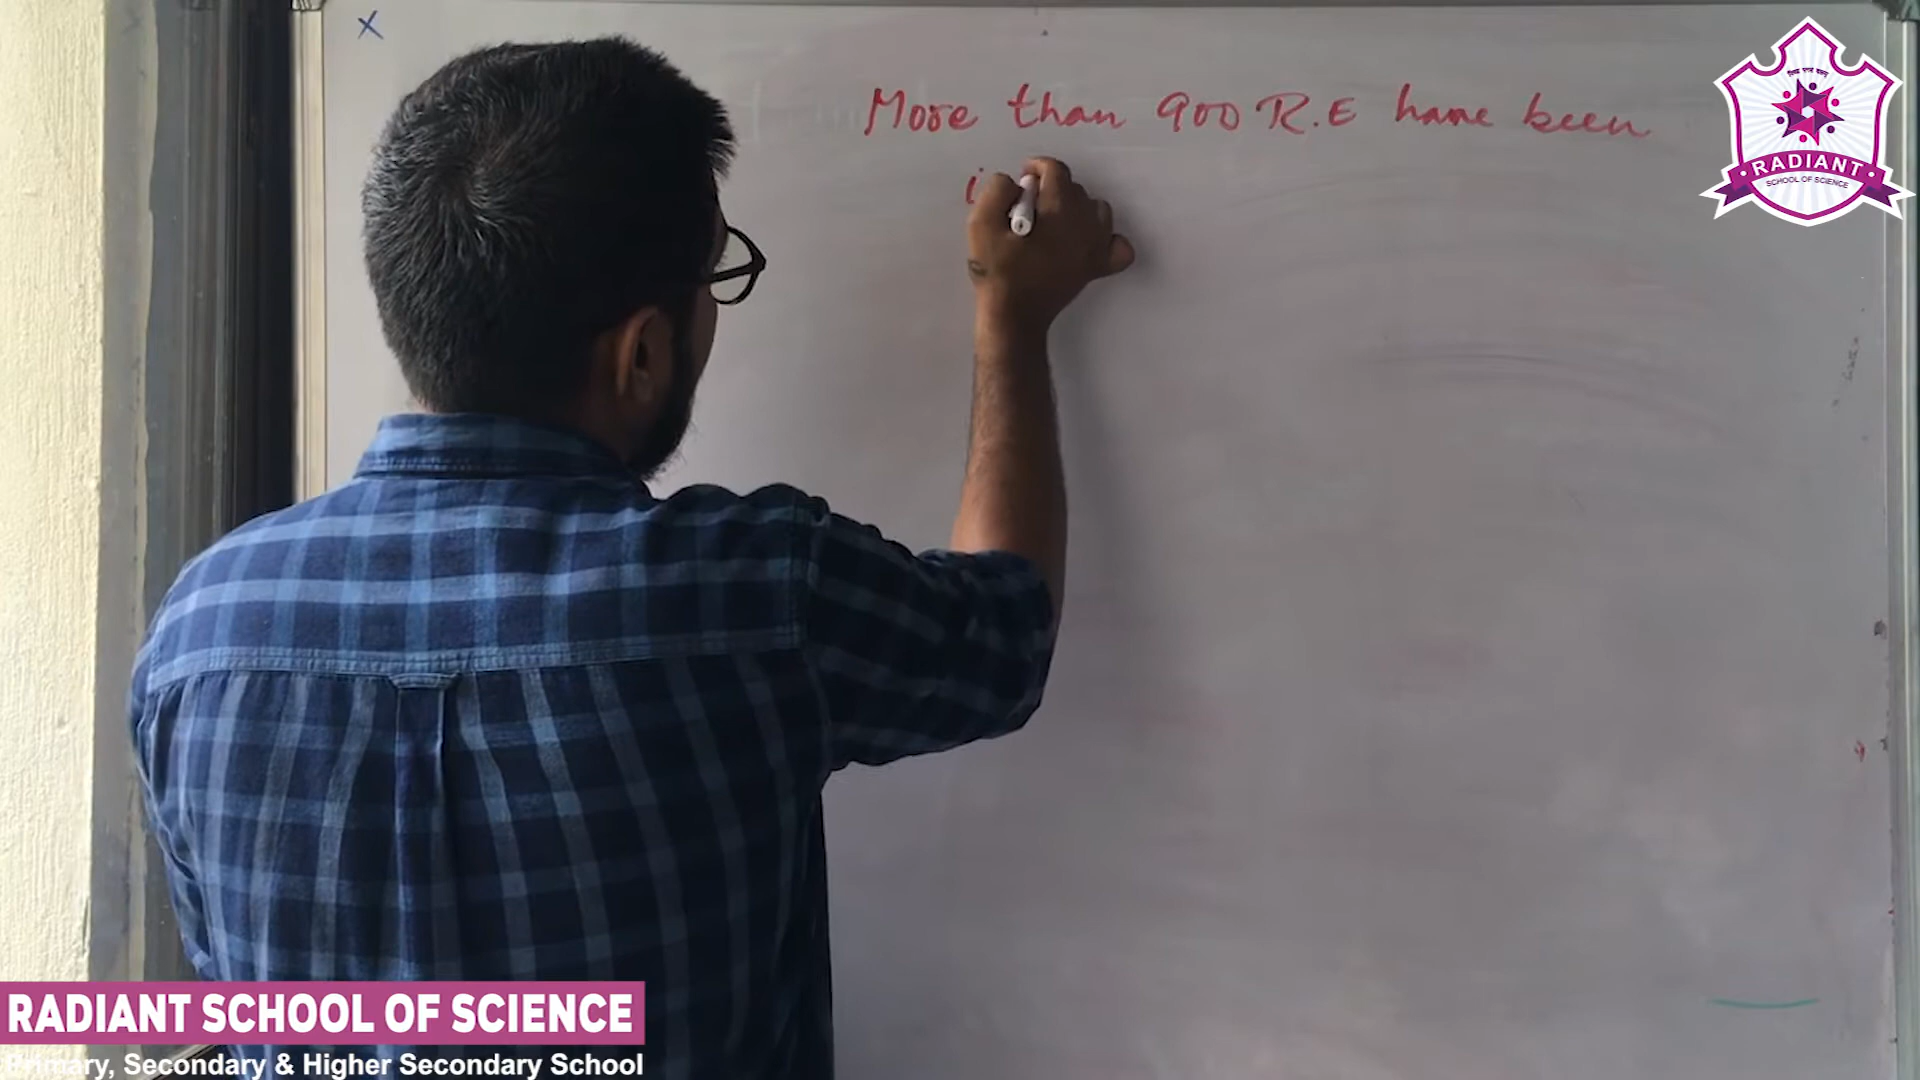 x
More than 900 R.E have been
i
RADIANT
SCHOOL OF SCIENCE
RADIANT SCHOOL OF SCIENCE
Primary, Secondary & Higher Secondary School